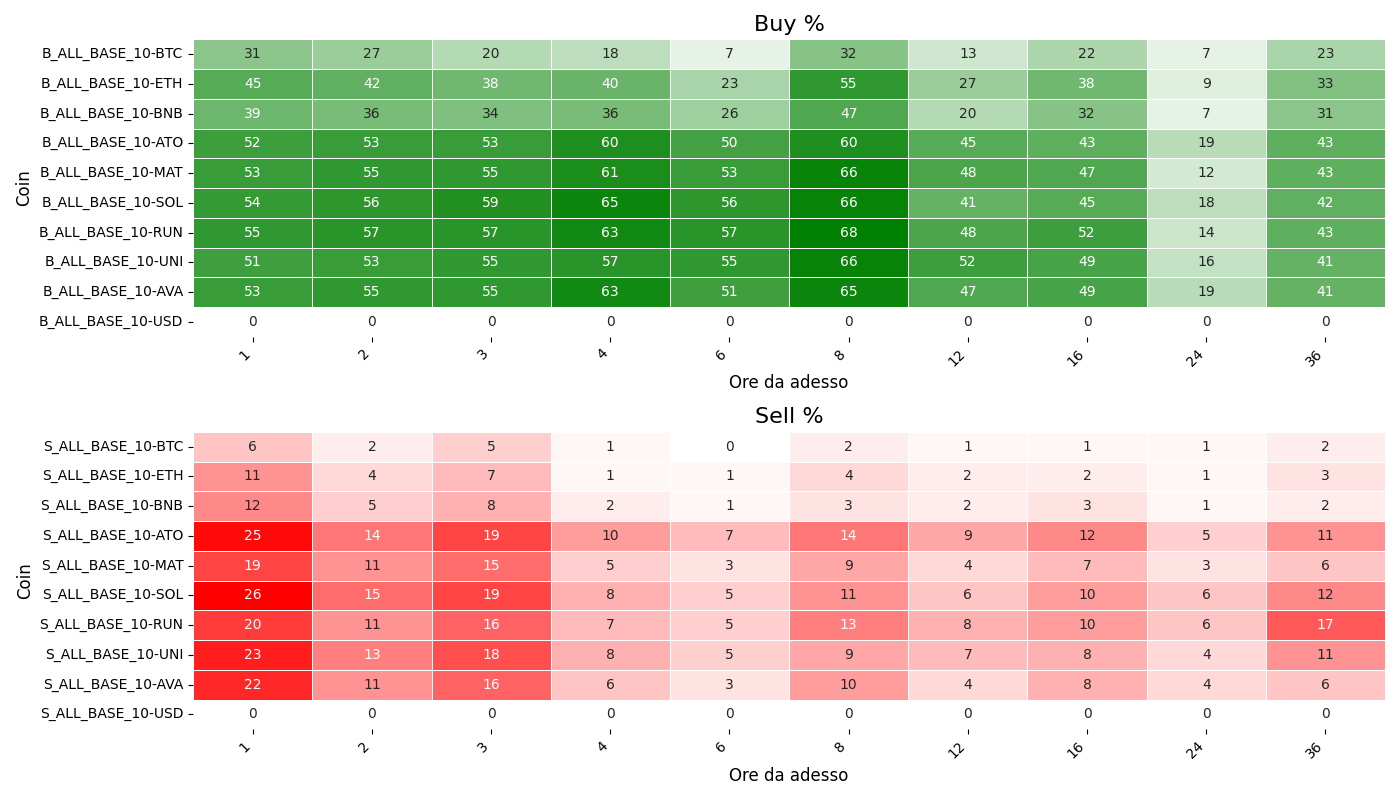 Buy %
Coin
B_ALL_BASE_10-BTC 31 27 20 18 7 32 13 22 7 23
B_ALL_BASE_10-ETH 45 42 38 40 23 55 27 38 9 33
B_ALL_BASE_10-BNB 39 36 34 36 26 47 20 32 7 31
B_ALL_BASE_10-ATO 52 53 53 60 50 60 45 43 19 43
B_ALL_BASE_10-MAT 53 55 55 61 53 66 48 47 12 43
B_ALL_BASE_10-SOL 54 56 59 65 56 66 41 45 18 42
B_ALL_BASE_10-RUN 55 57 57 63 57 68 48 52 14 43
B_ALL_BASE_10-UNI 51 53 55 57 55 66 52 49 16 41
B_ALL_BASE_10-AVA 53 55 55 63 51 65 47 49 19 41
B_ALL_BASE_10-USD 0 0 0 0 0 0 0 0 0 0
1 2 3 4 6 8 12 16 24 36
Ore da adesso
Sell %
Coin
S_ALL_BASE_10-BTC 6 2 5 1 0 2 1 1 1 2
S_ALL_BASE_10-ETH 11 4 7 1 1 4 2 2 1 3
S_ALL_BASE_10-BNB 12 5 8 2 1 3 2 3 1 2
S_ALL_BASE_10-ATO 25 14 19 10 7 14 9 12 5 11
S_ALL_BASE_10-MAT 19 11 15 5 3 9 4 7 3 6
S_ALL_BASE_10-SOL 26 15 19 8 5 11 6 10 6 12
S_ALL_BASE_10-RUN 20 11 16 7 5 13 8 10 6 17
S_ALL_BASE_10-UNI 23 13 18 8 5 9 7 8 4 11
S_ALL_BASE_10-AVA 22 11 16 6 3 10 4 8 4 6
S_ALL_BASE_10-USD 0 0 0 0 0 0 0 0 0 0
1 2 3 4 6 8 12 16 24 36
Ore da adesso